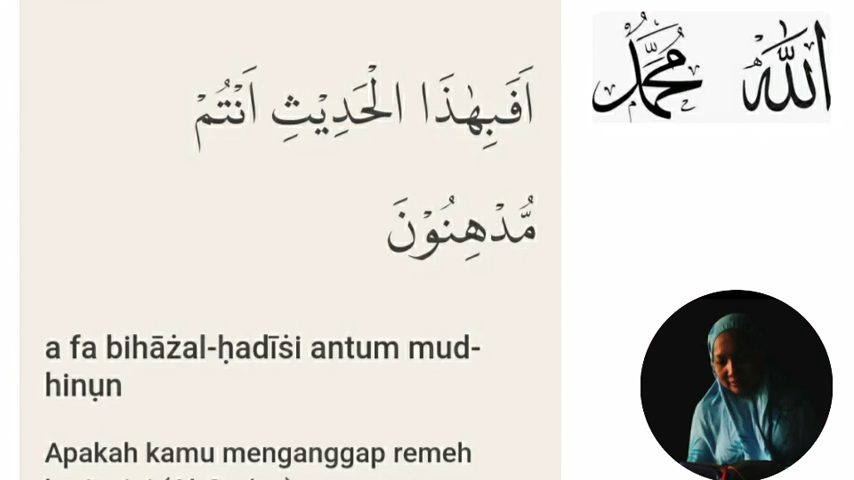 اَفَبِهٰذَا الْحَدِيْثِ اَنْتُمْ
مُّدْهِنُوْنَ
a fa bihāżal-ḥadīṡi antum mud-
hinụn
Apakah kamu menganggap remeh
الله
محمد